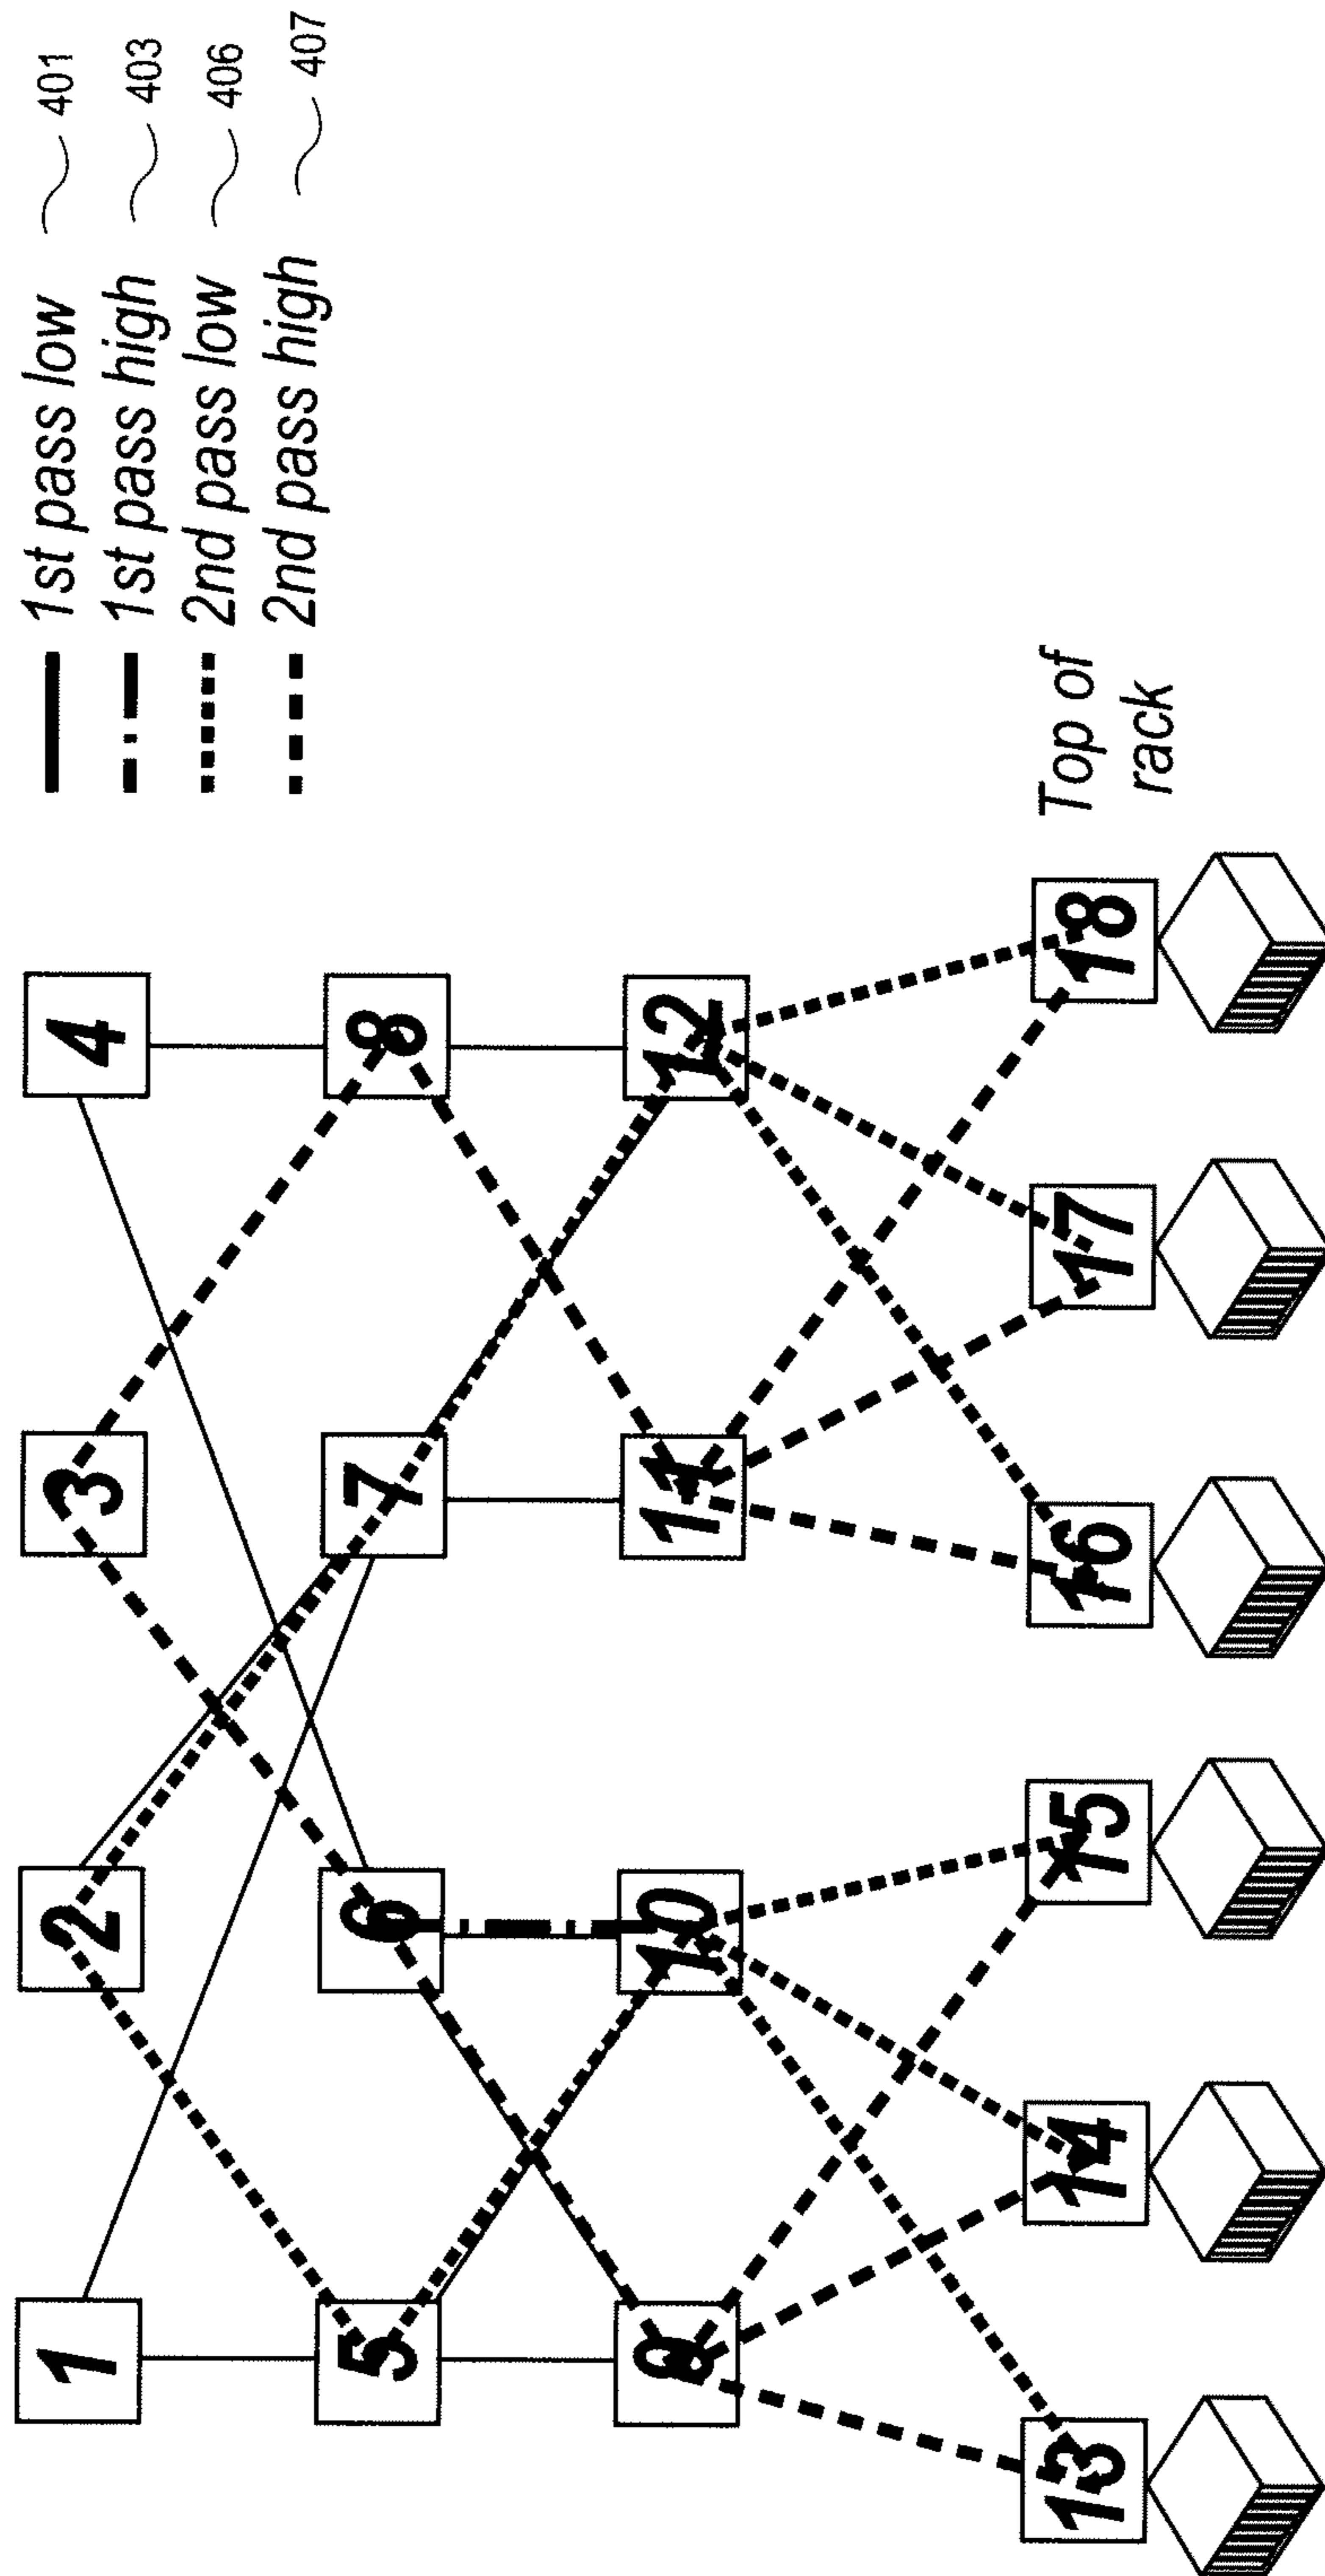 1st pass low 401
1st pass high 403
2nd pass low 406
2nd pass high 407
1 2 3 4
5 6 7 8
9 10 11 12
Top of
rack
13 14 15 16 17 18